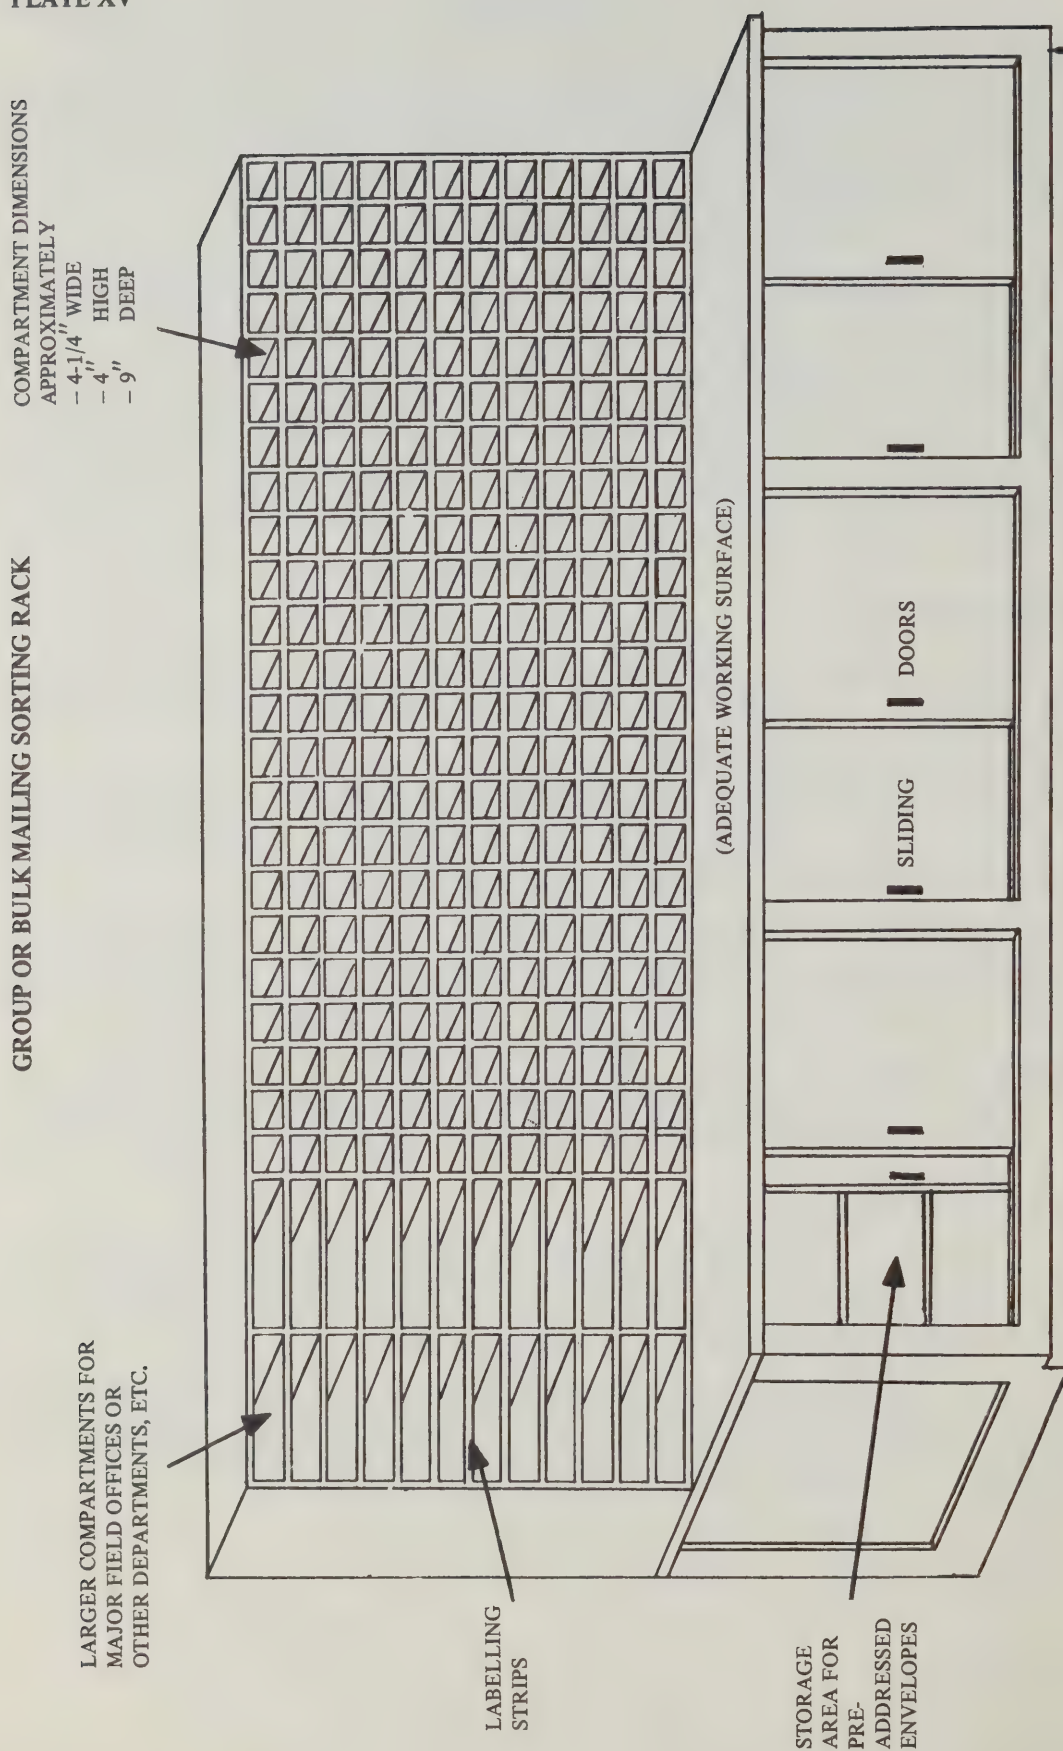 PLATE XV
GROUP OR BULK MAILING SORTING RACK
COMPARTMENT DIMENSIONS
APPROXIMATELY
– 4-1/4" WIDE
– 4" HIGH
– 9" DEEP
LARGER COMPARTMENTS FOR
MAJOR FIELD OFFICES OR
OTHER DEPARTMENTS, ETC.
LABELLING
STRIPS
(ADEQUATE WORKING SURFACE)
STORAGE
AREA FOR
PRE-
ADDRESSED
ENVELOPES
SLIDING DOORS